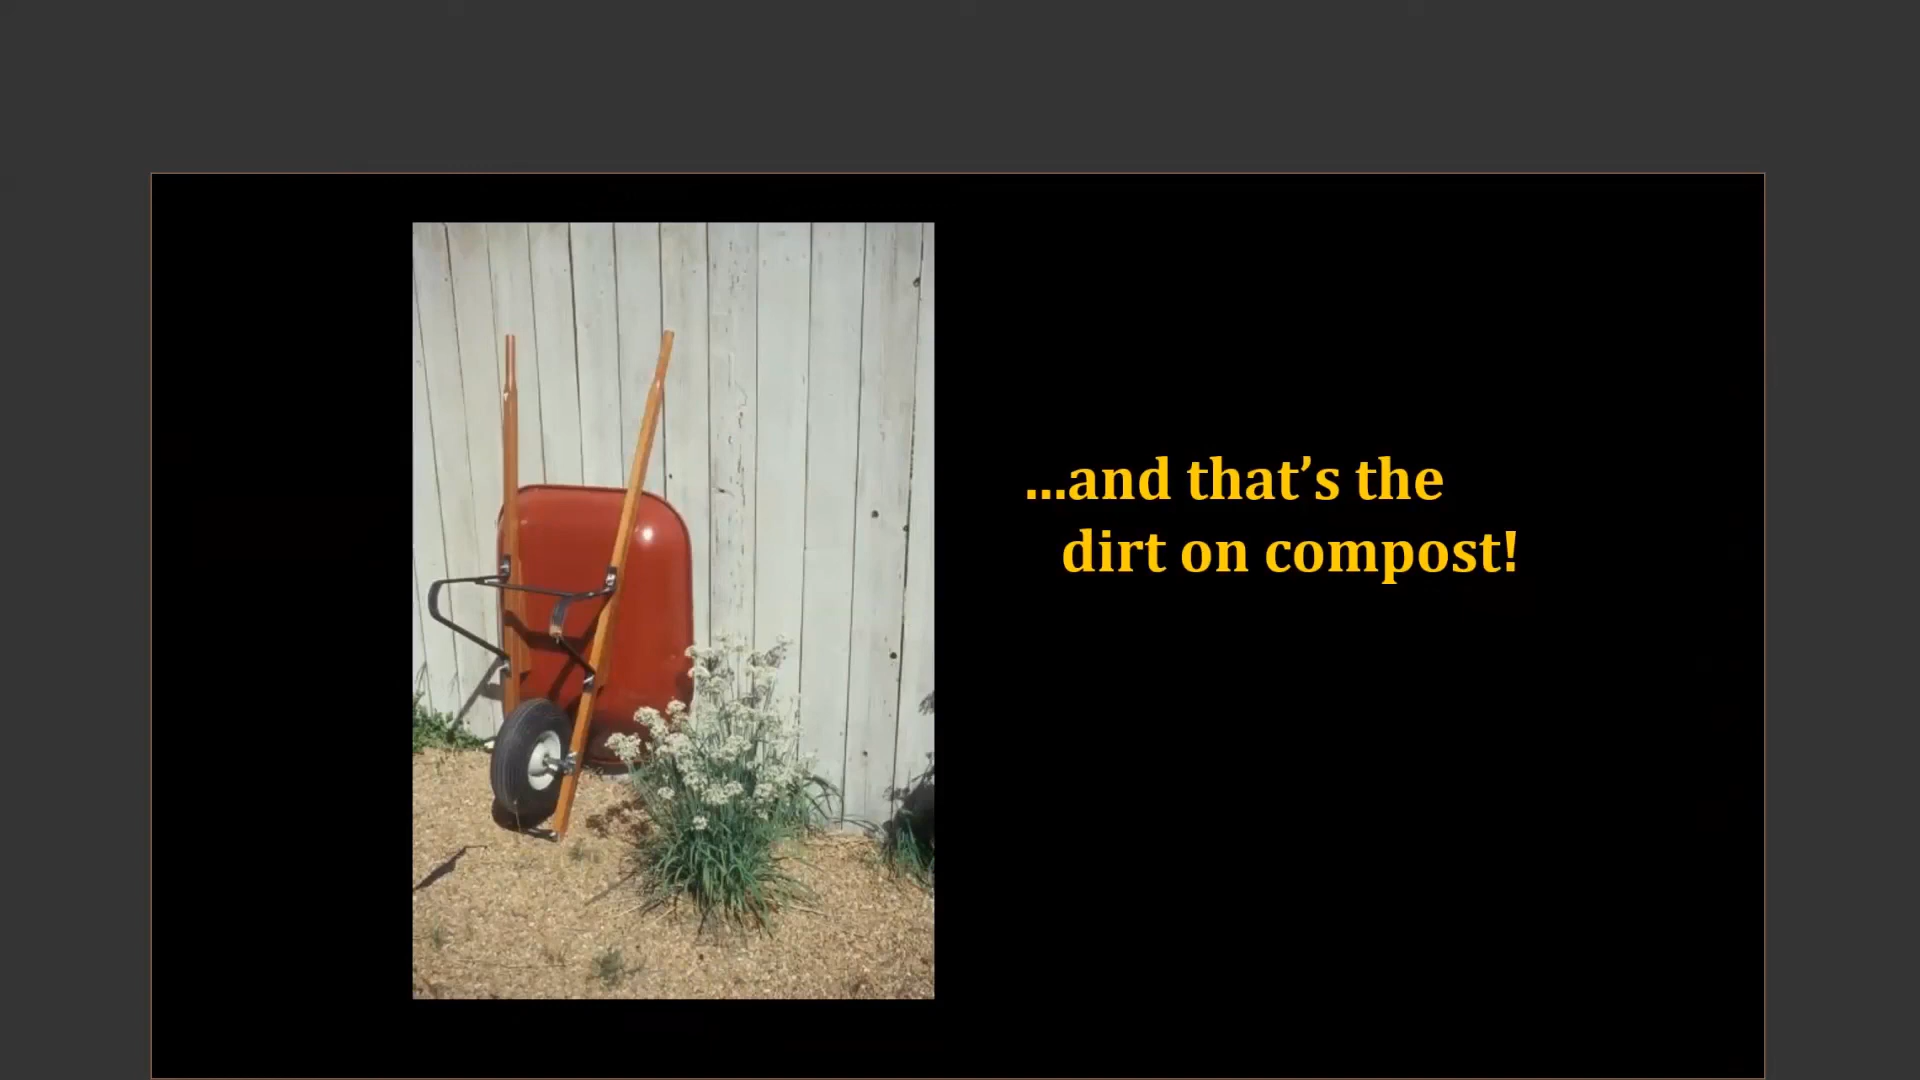 ...and that’s the
dirt on compost!